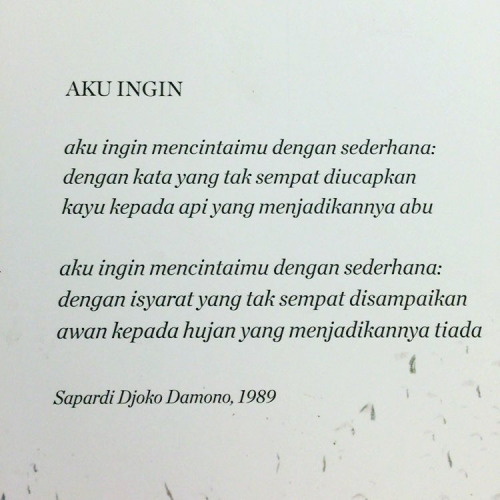 AKU INGIN
aku ingin mencintaimu dengan sederhana:
dengan kata yang tak sempat diucapkan
kayu kepada api yang menjadikannya abu
aku ingin mencintaimu dengan sederhana:
dengan isyarat yang tak sempat disampaikan
awan kepada hujan yang menjadikannya tiada
Sapardi Djoko Damono, 1989